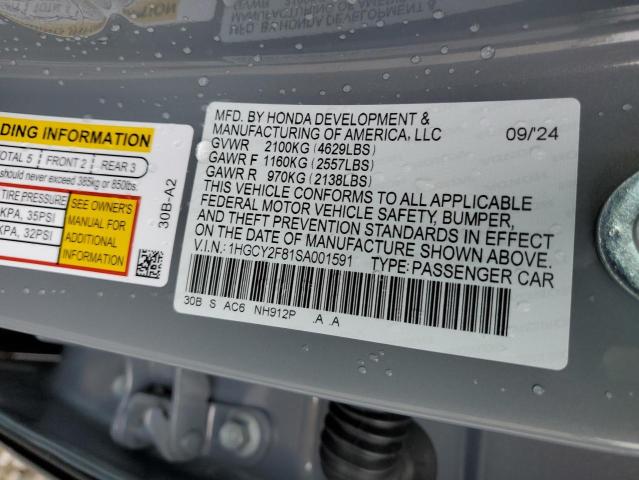 DING INFORMATION
TOTAL 5 FRONT 2 REAR 3
should never exceed 385kg or 850lbs.
TIRE PRESSURE
KPA, 35PSI
KPA, 32PSI
SEE OWNER'S
MANUAL FOR
ADDITIONAL
INFORMATION
30B-A2
MFD. BY HONDA DEVELOPMENT &
MANUFACTURING OF AMERICA, LLC
09/24
GVWR 2100KG (4629LBS)
GAWR F 1160KG (2557LBS)
GAWR R 970KG (2138LBS)
THIS VEHICLE CONFORMS TO ALL APPLICABLE
FEDERAL MOTOR VEHICLE SAFETY, BUMPER,
AND THEFT PREVENTION STANDARDS IN EFFECT
ON THE DATE OF MANUFACTURE SHOWN ABOVE.
V.I.N.: 1HGCY2F81SA001591 TYPE: PASSENGER CAR
30B S AC6 NH912P .A .A